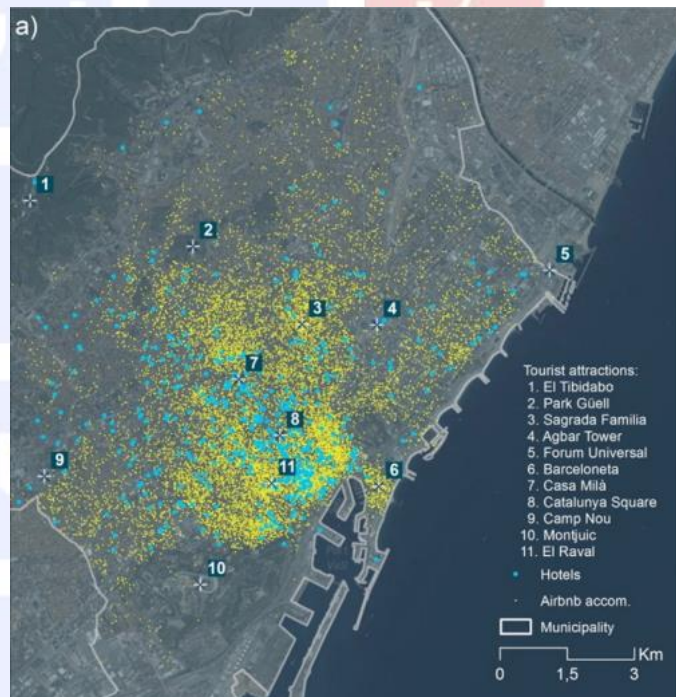 a)
1
2
5
3
4
7
8
9
11
6
10
Tourist attractions:
1. El Tibidabo
2. Park Güell
3. Sagrada Familia
4. Agbar Tower
5. Forum Universal
6. Barceloneta
7. Casa Milà
8. Catalunya Square
9. Camp Nou
10. Montjuic
11. El Raval
Hotels
Airbnb accom.
Municipality
Km
0 1,5 3